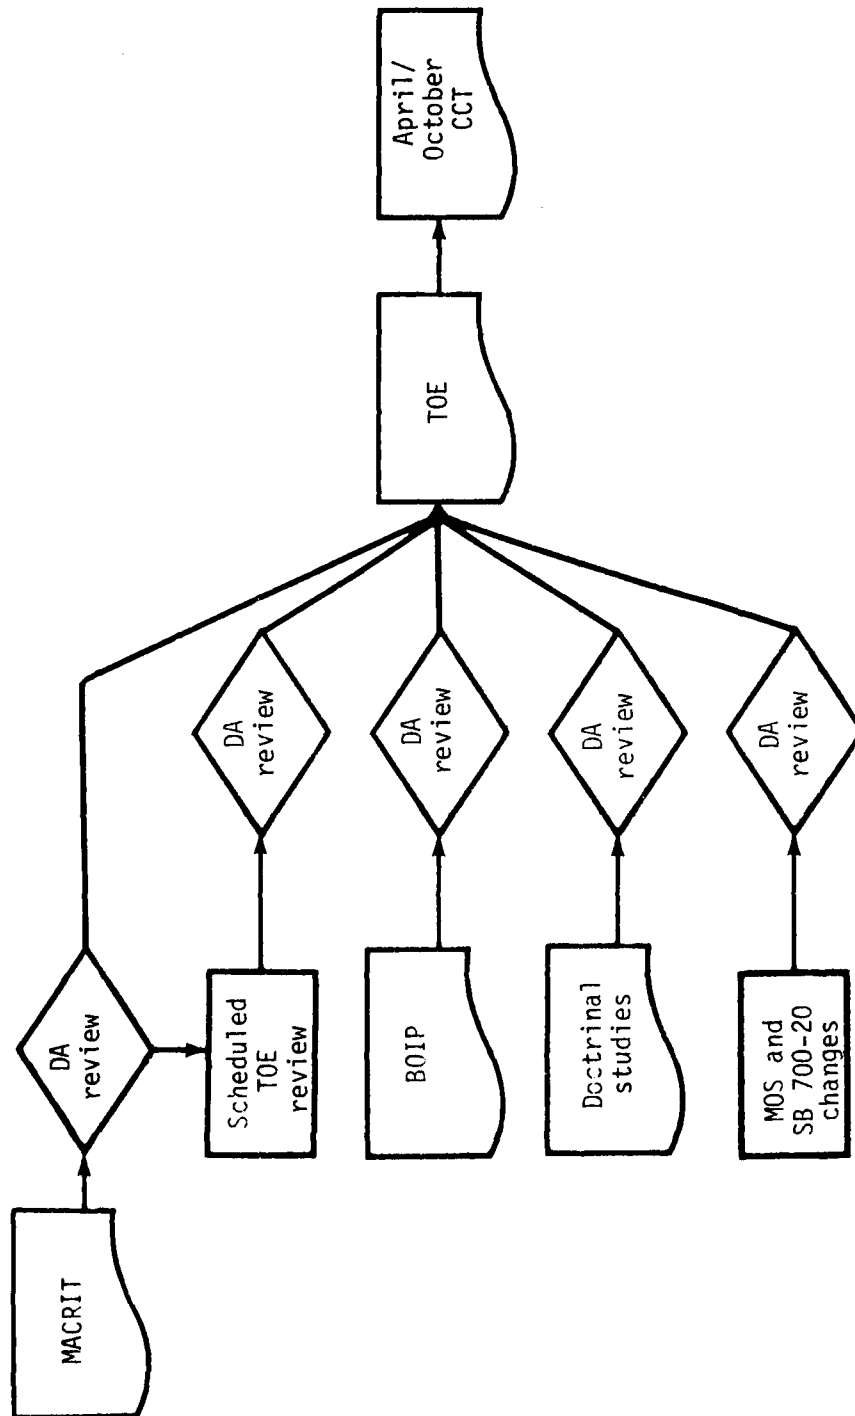 MACRIT
DA
review
Scheduled
TOE
review
DA
review
BOIP
DA
review
Doctrinal
studies
DA
review
MOS and
SB 700-20
changes
DA
review
TOE
April/
October
CCT